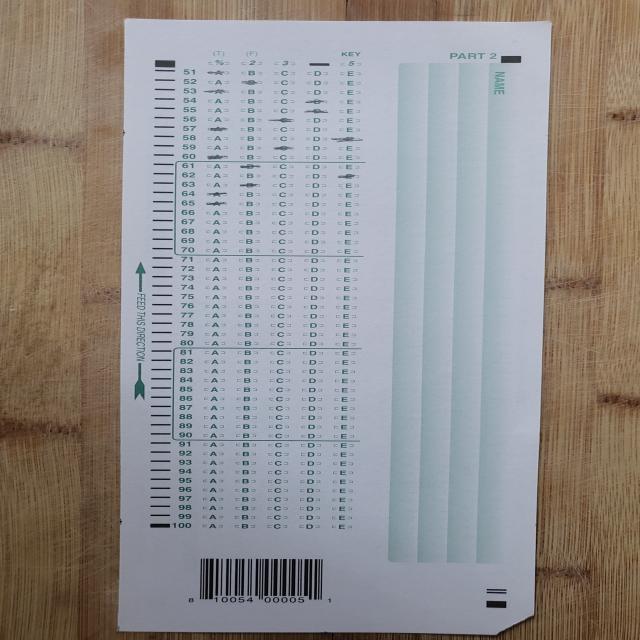 (T) (F) KEY
% 2 3 5
PART 2
NAME
51 A B C D E
52 A B C D E
53 A B C D E
54 A B C D E
55 A B C D E
56 A B C D E
57 A B C D E
58 A B C D E
59 A B C D E
60 A B C D E
61 A B C D E
62 A B C D E
63 A B C D E
64 A B C D E
65 A B C D E
66 A B C D E
67 A B C D E
68 A B C D E
69 A B C D E
70 A B C D E
71 A B C D E
72 A B C D E
73 A B C D E
74 A B C D E
75 A B C D E
76 A B C D E
77 A B C D E
78 A B C D E
79 A B C D E
80 A B C D E
81 A B C D E
82 A B C D E
83 A B C D E
84 A B C D E
85 A B C D E
86 A B C D E
87 A B C D E
88 A B C D E
89 A B C D E
90 A B C D E
91 A B C D E
92 A B C D E
93 A B C D E
94 A B C D E
95 A B C D E
96 A B C D E
97 A B C D E
98 A B C D E
99 A B C D E
100 A B C D E
FEED THIS DIRECTION
8 10054 00005 1